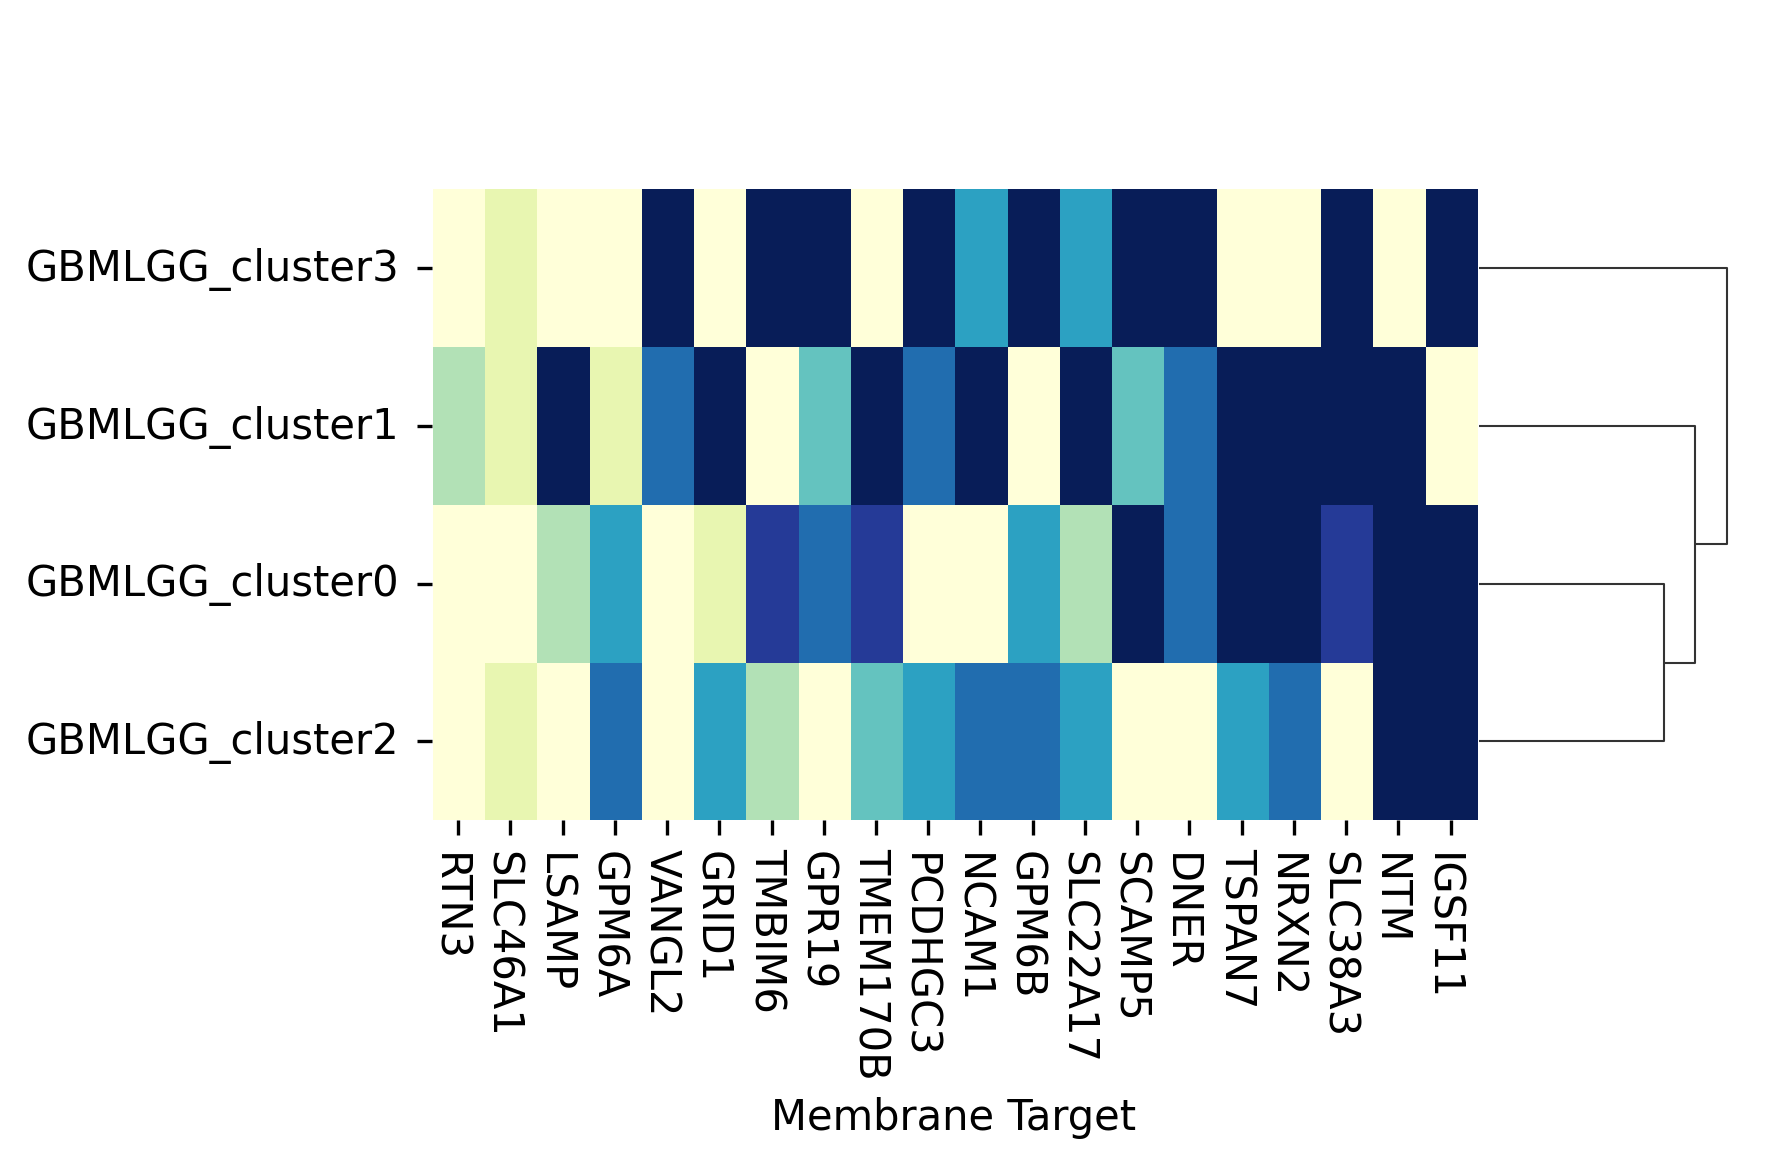 GBMLGG_cluster3
GBMLGG_cluster1
GBMLGG_cluster0
GBMLGG_cluster2
RTN3
SLC46A1
LSAMP
GPM6A
VANGL2
GRID1
TMBIM6
GPR19
TMEM170B
PCDHGC3
NCAM1
GPM6B
SLC22A17
SCAMP5
DNER
TSPAN7
NRXN2
SLC38A3
NTM
IGSF11
Membrane Target